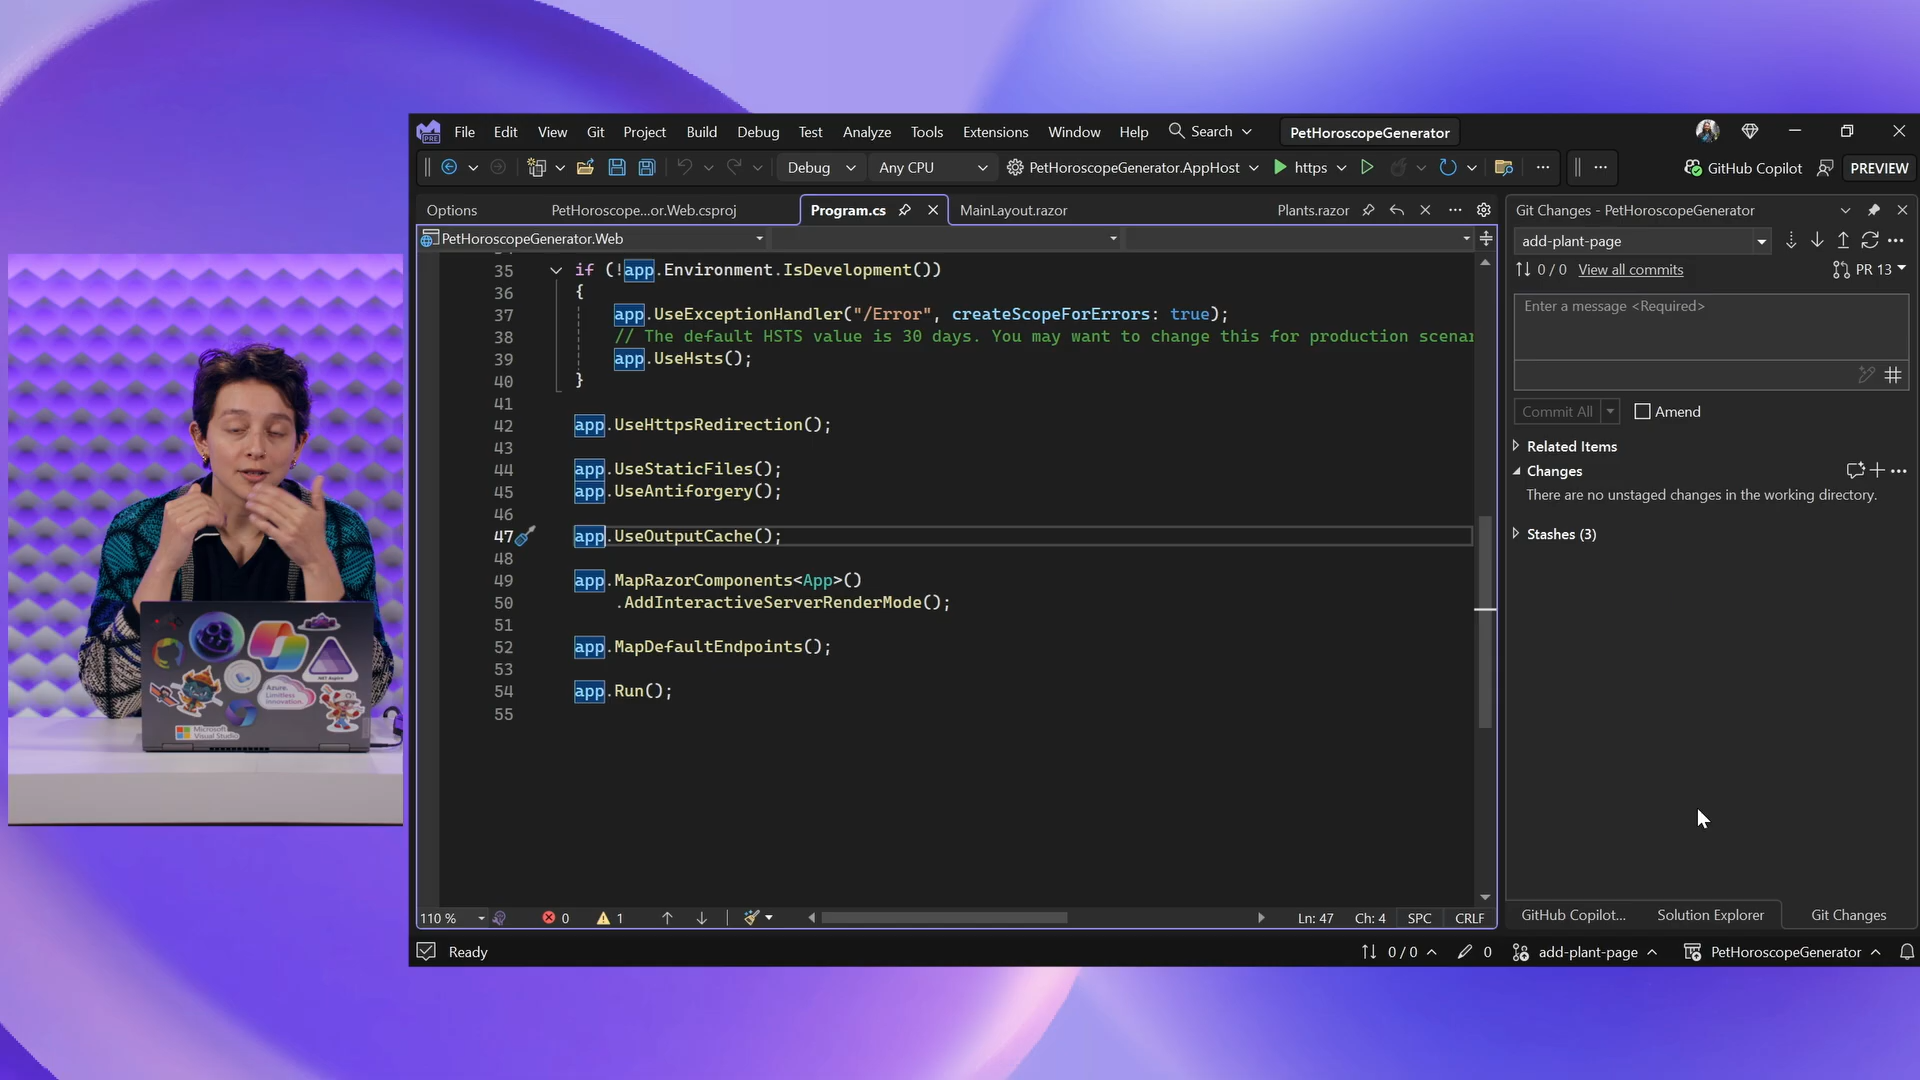 File Edit View Git Project Build Debug Test Analyze Tools Extensions Window Help Search PetHoroscopeGenerator
Debug Any CPU PetHoroscopeGenerator.AppHost https GitHub Copilot PREVIEW
Options PetHoroscope...or.Web.csproj Program.cs MainLayout.razor Plants.razor
PetHoroscopeGenerator.Web
35 if (!app.Environment.IsDevelopment())
36 {
37 app.UseExceptionHandler("/Error", createScopeForErrors: true);
38 // The default HSTS value is 30 days. You may want to change this for production scenar
39 app.UseHsts();
40 }
41
42 app.UseHttpsRedirection();
43
44 app.UseStaticFiles();
45 app.UseAntiforgery();
46
47 app.UseOutputCache();
48
49 app.MapRazorComponents<App>()
50 .AddInteractiveServerRenderMode();
51
52 app.MapDefaultEndpoints();
53
54 app.Run();
55
110 % 0 1 Ln: 47 Ch: 4 SPC CRLF
Git Changes - PetHoroscopeGenerator
add-plant-page
0 / 0 View all commits PR 13
Enter a message <Required>
Commit All Amend
Related Items
Changes
There are no unstaged changes in the working directory.
Stashes (3)
GitHub Copilot... Solution Explorer Git Changes
Ready 0 / 0 0 add-plant-page PetHoroscopeGenerator
.NET Aspire
Azure.
Limitless
Innovation.
Microsoft
Visual Studio